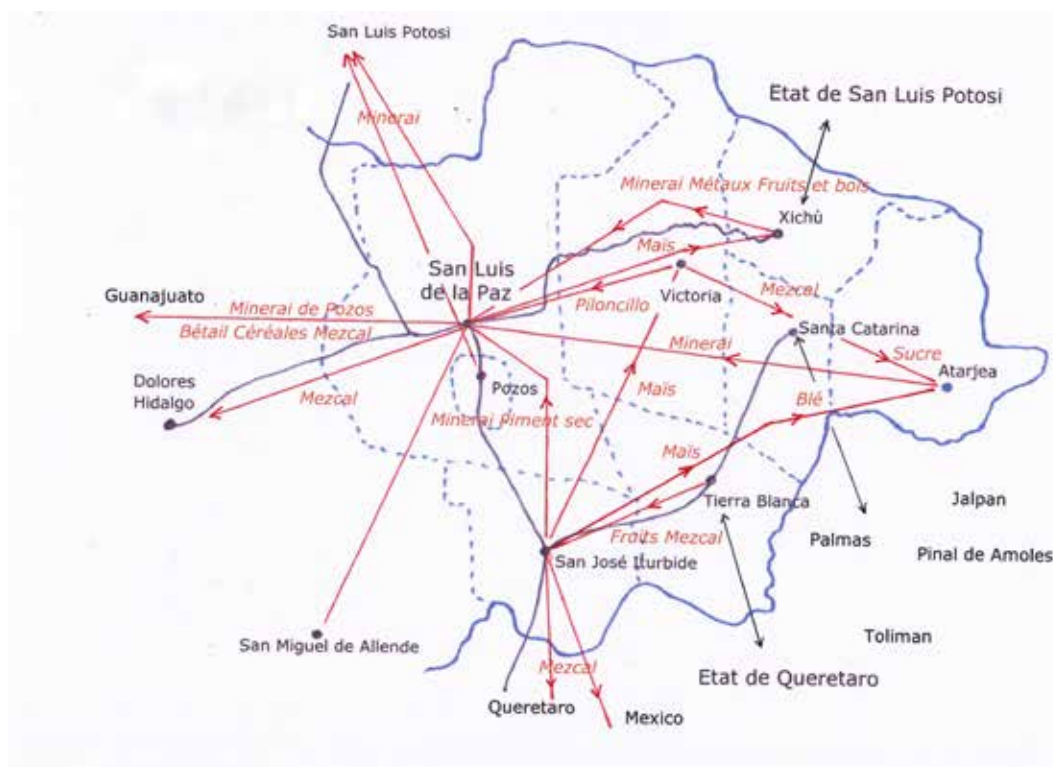 San Luis Potosi
Etat de San Luis Potosi
Minerai
Minerai Métaux Fruits et bois
Xichù
Maïs
San Luis
de la Paz
Guanajuato
Minerai de Pozos
Piloncillo
Victoria
Mezcal
Bétail Céréales Mezcal
Santa Catarina
Minerai
Sucre
Atarjea
Dolores
Hidalgo
Mezcal
Pozos
Maïs
Blé
Minerai Piment sec
Maïs
Tierra Blanca
Jalpan
Fruits Mezcal
Palmas
Pinal de Amoles
San José Iturbide
San Miguel de Allende
Toliman
Mezcal
Etat de Queretaro
Queretaro
Mexico